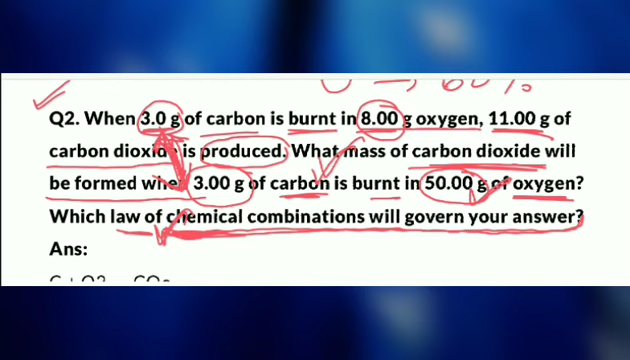 Q2. When 3.0 g of carbon is burnt in 8.00 g oxygen, 11.00 g of
carbon dioxide is produced. What mass of carbon dioxide will
be formed when 3.00 g of carbon is burnt in 50.00 g of oxygen?
Which law of chemical combinations will govern your answer?
Ans: